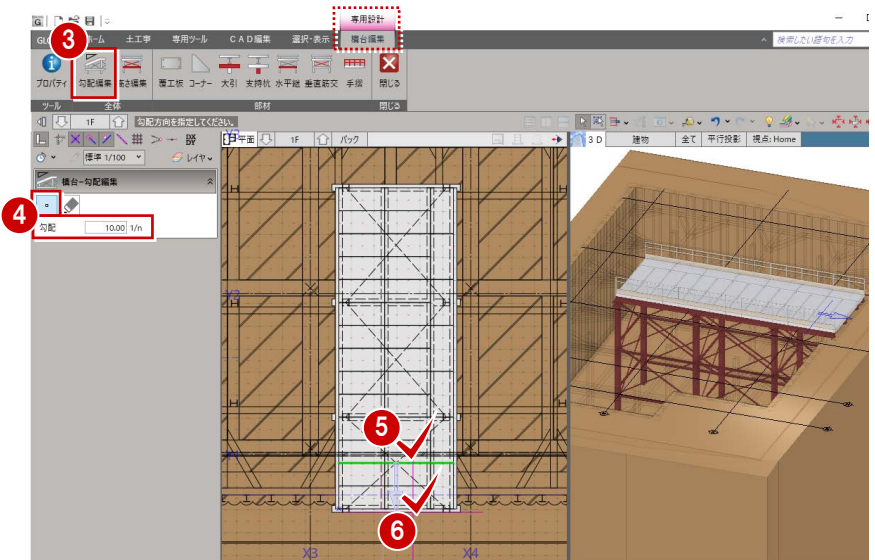 専用設計
GLO ホーム 土工事 専用ツール CAD編集 選択・表示 構台編集 検索したい語句を入力
3
プロパティ 勾配編集 高さ編集 覆工板 コーナー 大引 支持杭 水平継 垂直筋交 手摺 閉じる
ツール 全体 部材 閉じる
1F 勾配方向を指定してください。
平面 1F バック 3D 建物 全て 平行投影 視点: Home
標準 1/100 レイヤ
構台-勾配編集
4
勾配 10.00 1/n
5
6
X3 X4